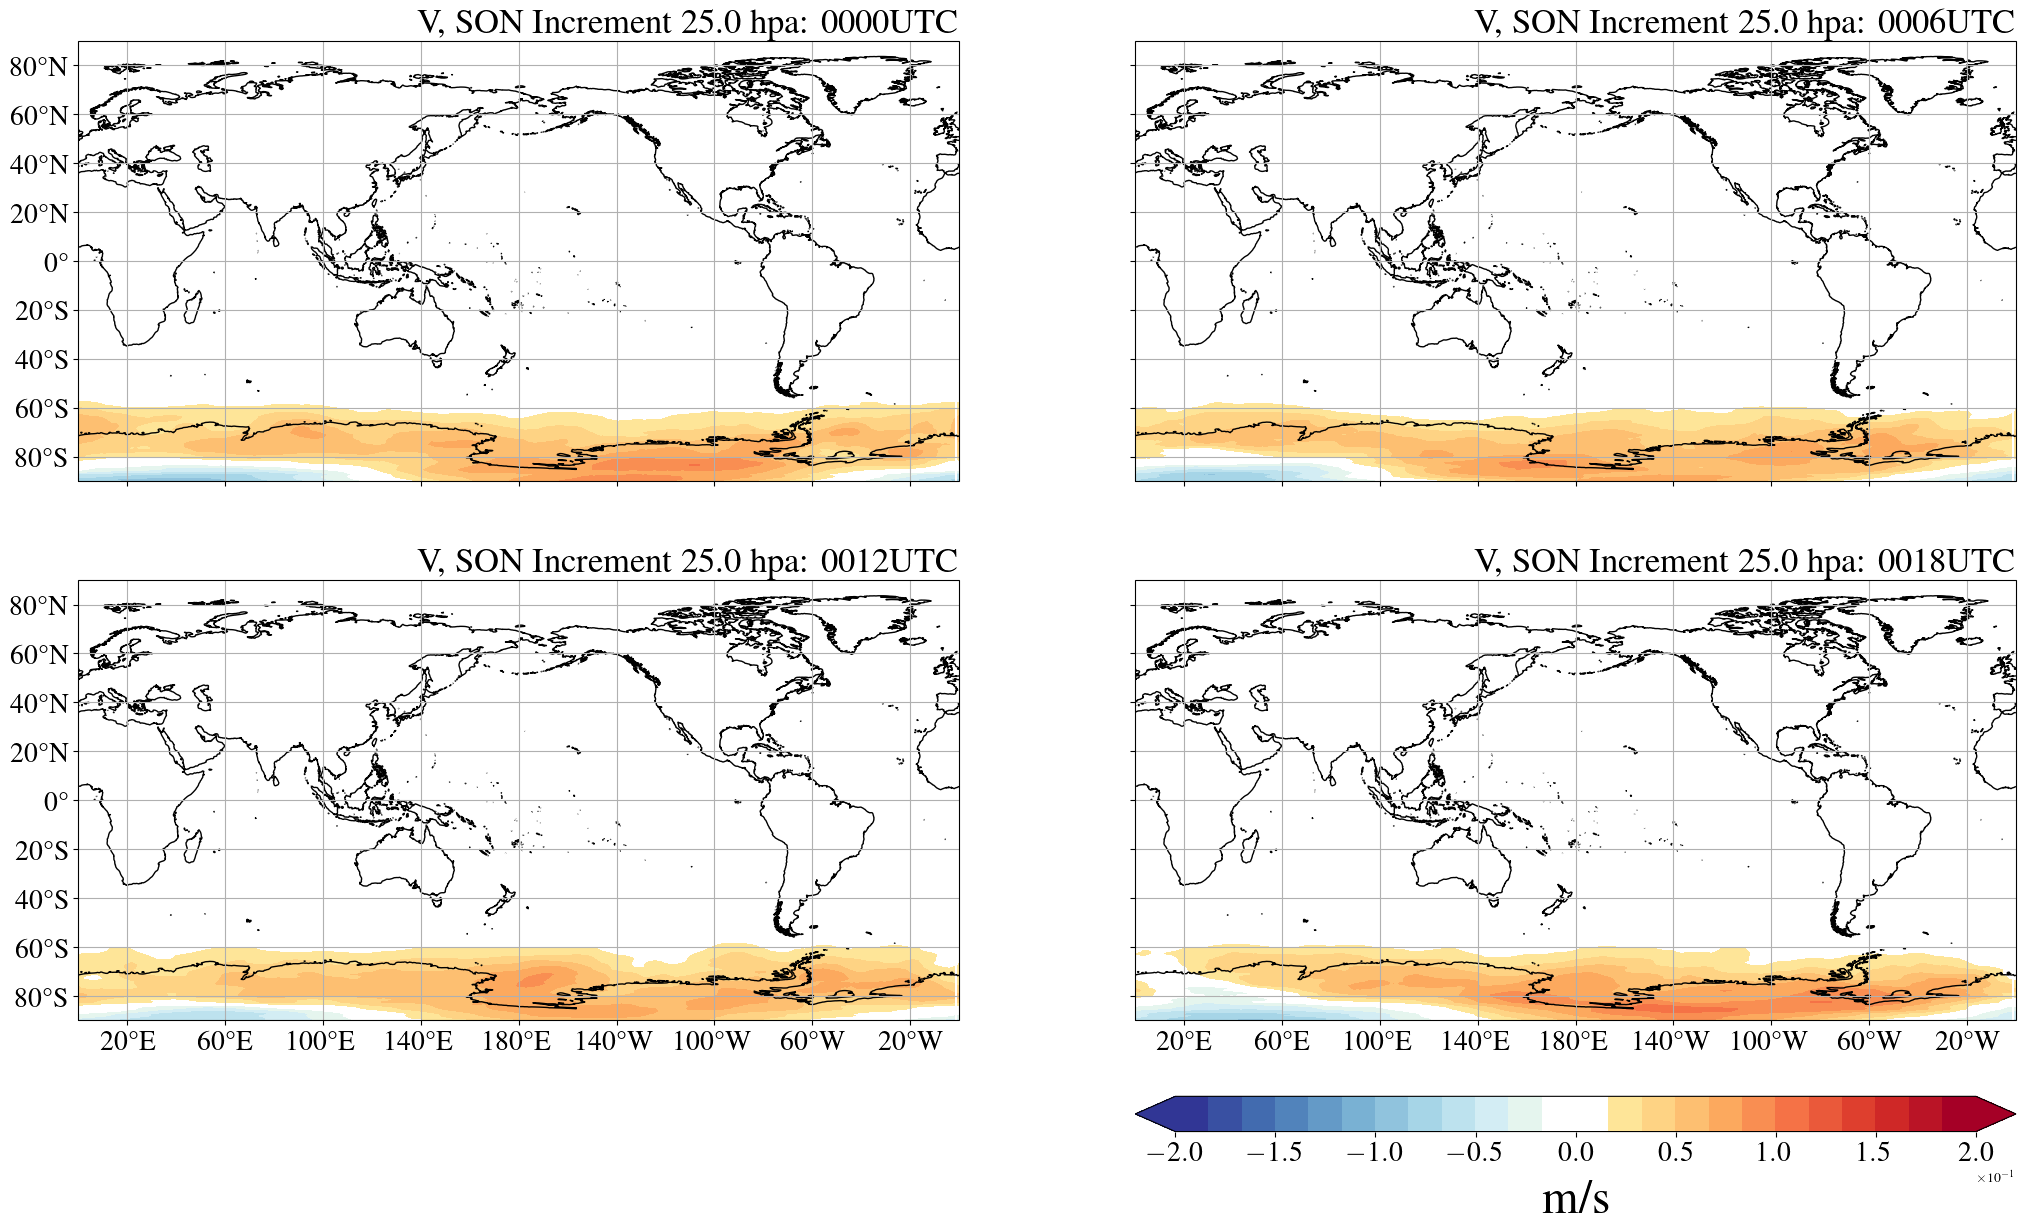 V, SON Increment 25.0 hpa: 0000UTC
V, SON Increment 25.0 hpa: 0006UTC
80°N
60°N
40°N
20°N
0°
20°S
40°S
60°S
80°S
V, SON Increment 25.0 hpa: 0012UTC
V, SON Increment 25.0 hpa: 0018UTC
80°N
60°N
40°N
20°N
0°
20°S
40°S
60°S
80°S
20°E 60°E 100°E 140°E 180°E 140°W 100°W 60°W 20°W
20°E 60°E 100°E 140°E 180°E 140°W 100°W 60°W 20°W
−2.0 −1.5 −1.0 −0.5 0.0 0.5 1.0 1.5 2.0
×10⁻¹
m/s